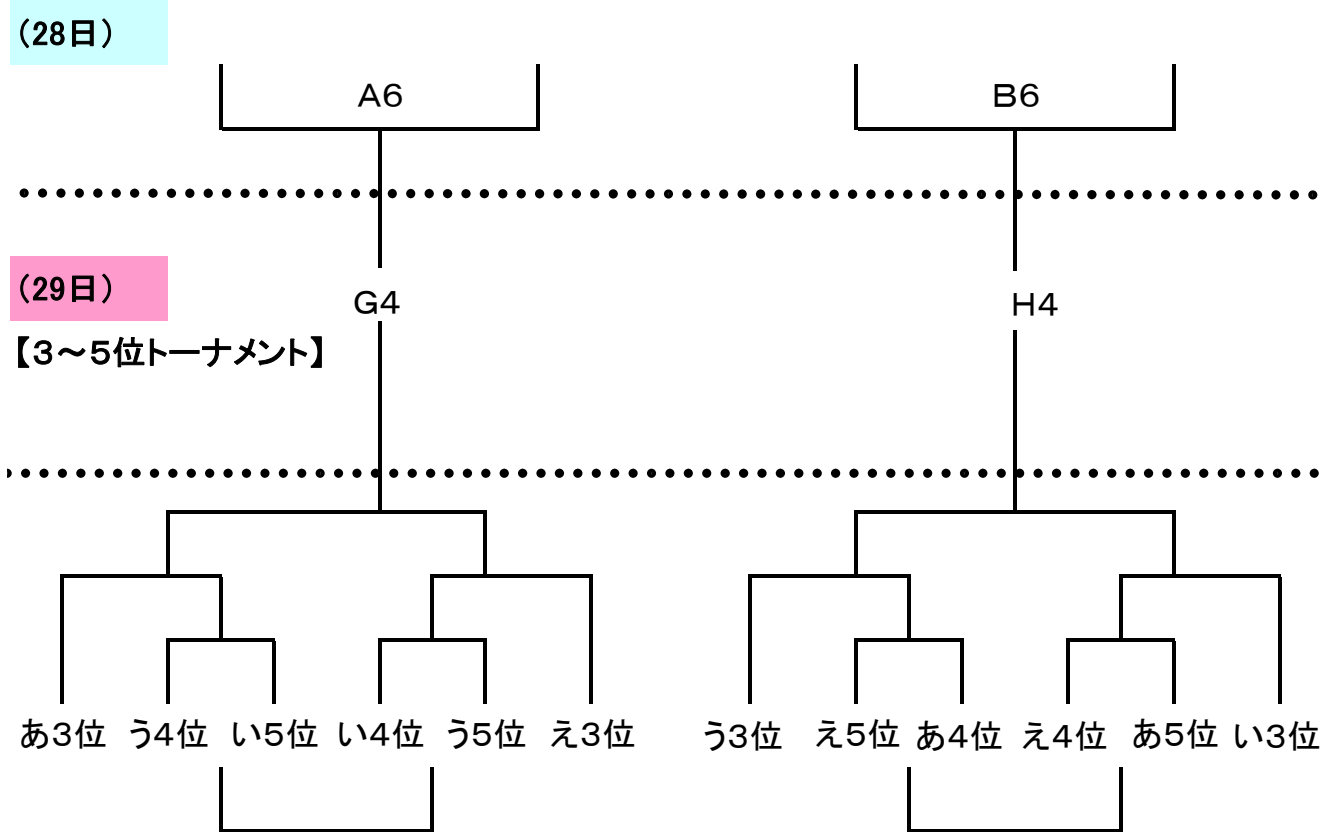 （28日）
A6 B6
（29日）
G4 H4
【３～５位トーナメント】
あ3位 う4位 い5位 い4位 う5位 え3位 う3位 え5位 あ4位 え4位 あ5位 い3位